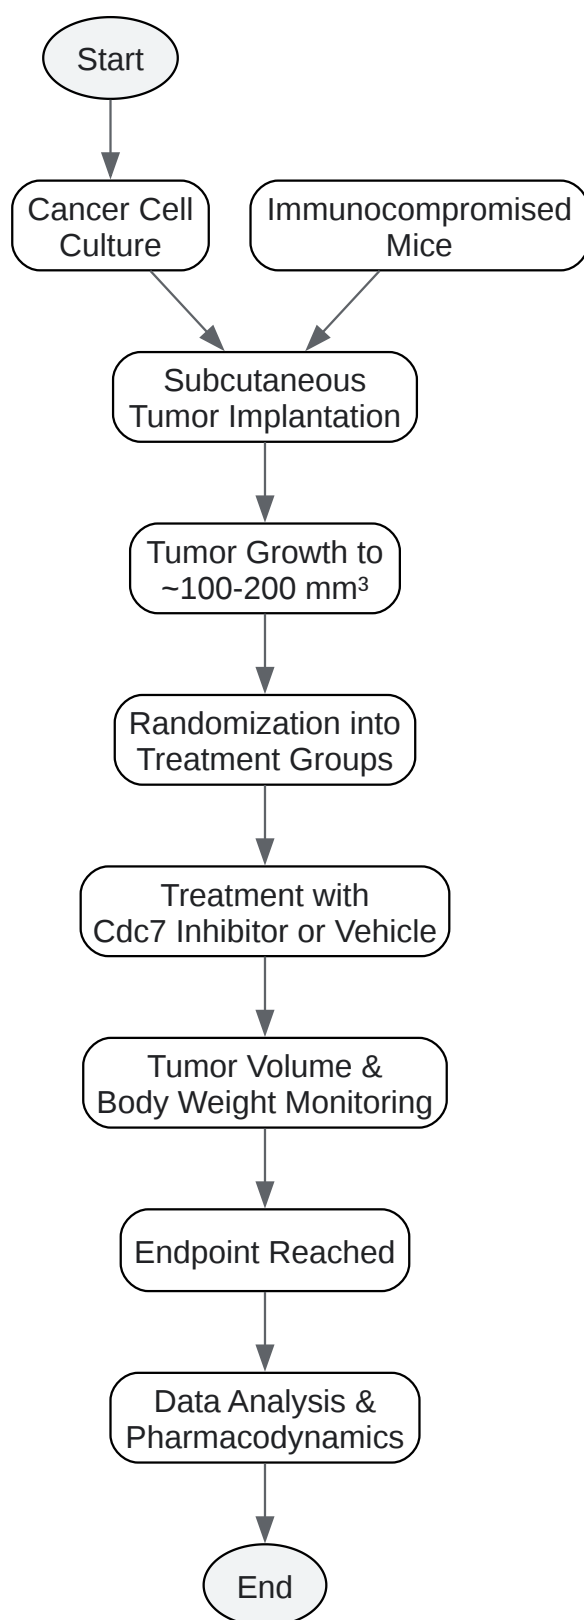 Start
Cancer Cell
Culture
Immunocompromised
Mice
Subcutaneous
Tumor Implantation
Tumor Growth to
~100-200 mm³
Randomization into
Treatment Groups
Treatment with
Cdc7 Inhibitor or Vehicle
Tumor Volume &
Body Weight Monitoring
Endpoint Reached
Data Analysis &
Pharmacodynamics
End